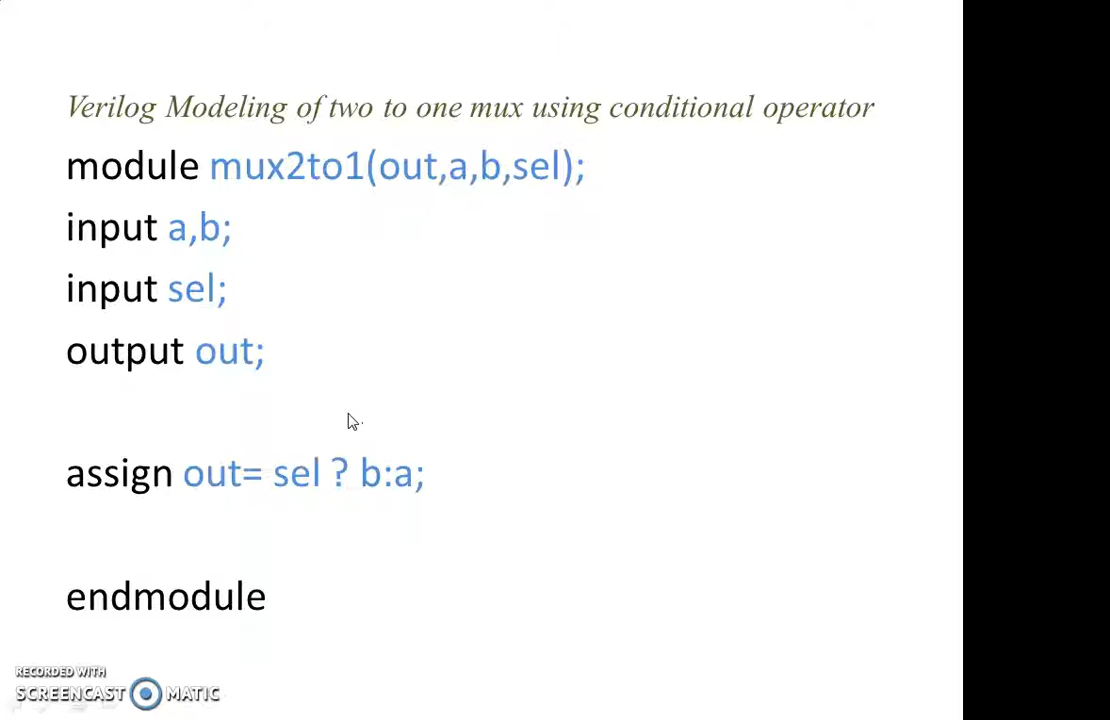 Verilog Modeling of two to one mux using conditional operator
module mux2to1(out,a,b,sel);
input a,b;
input sel;
output out;
assign out= sel ? b:a;
endmodule
RECORDED WITH
SCREENCAST MATIC